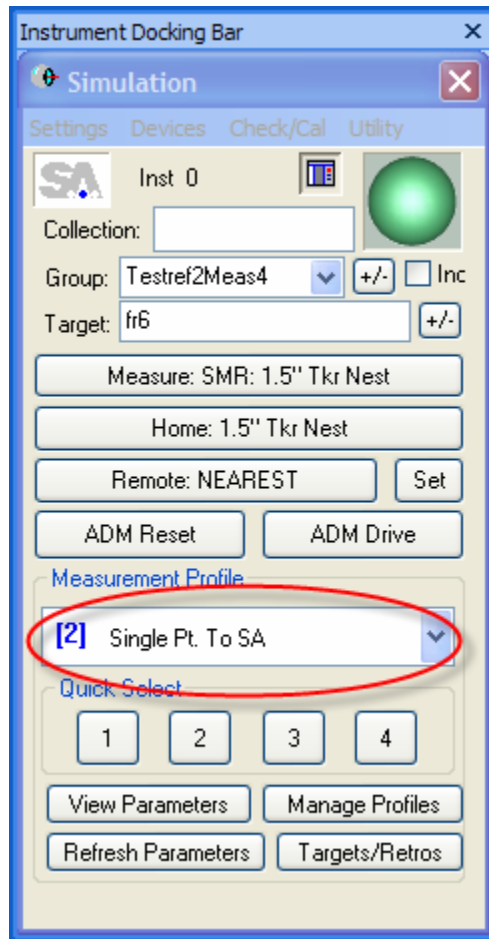 Instrument Docking Bar
Simulation
Settings Devices Check/Cal Utility
SA Inst 0
Collection:
Group: Testref2Meas4 +/- Inc
Target: fr6 +/-
Measure: SMR: 1.5" Tkr Nest
Home: 1.5" Tkr Nest
Remote: NEAREST Set
ADM Reset ADM Drive
Measurement Profile
[2] Single Pt. To SA
Quick Select
1 2 3 4
View Parameters Manage Profiles
Refresh Parameters Targets/Retros